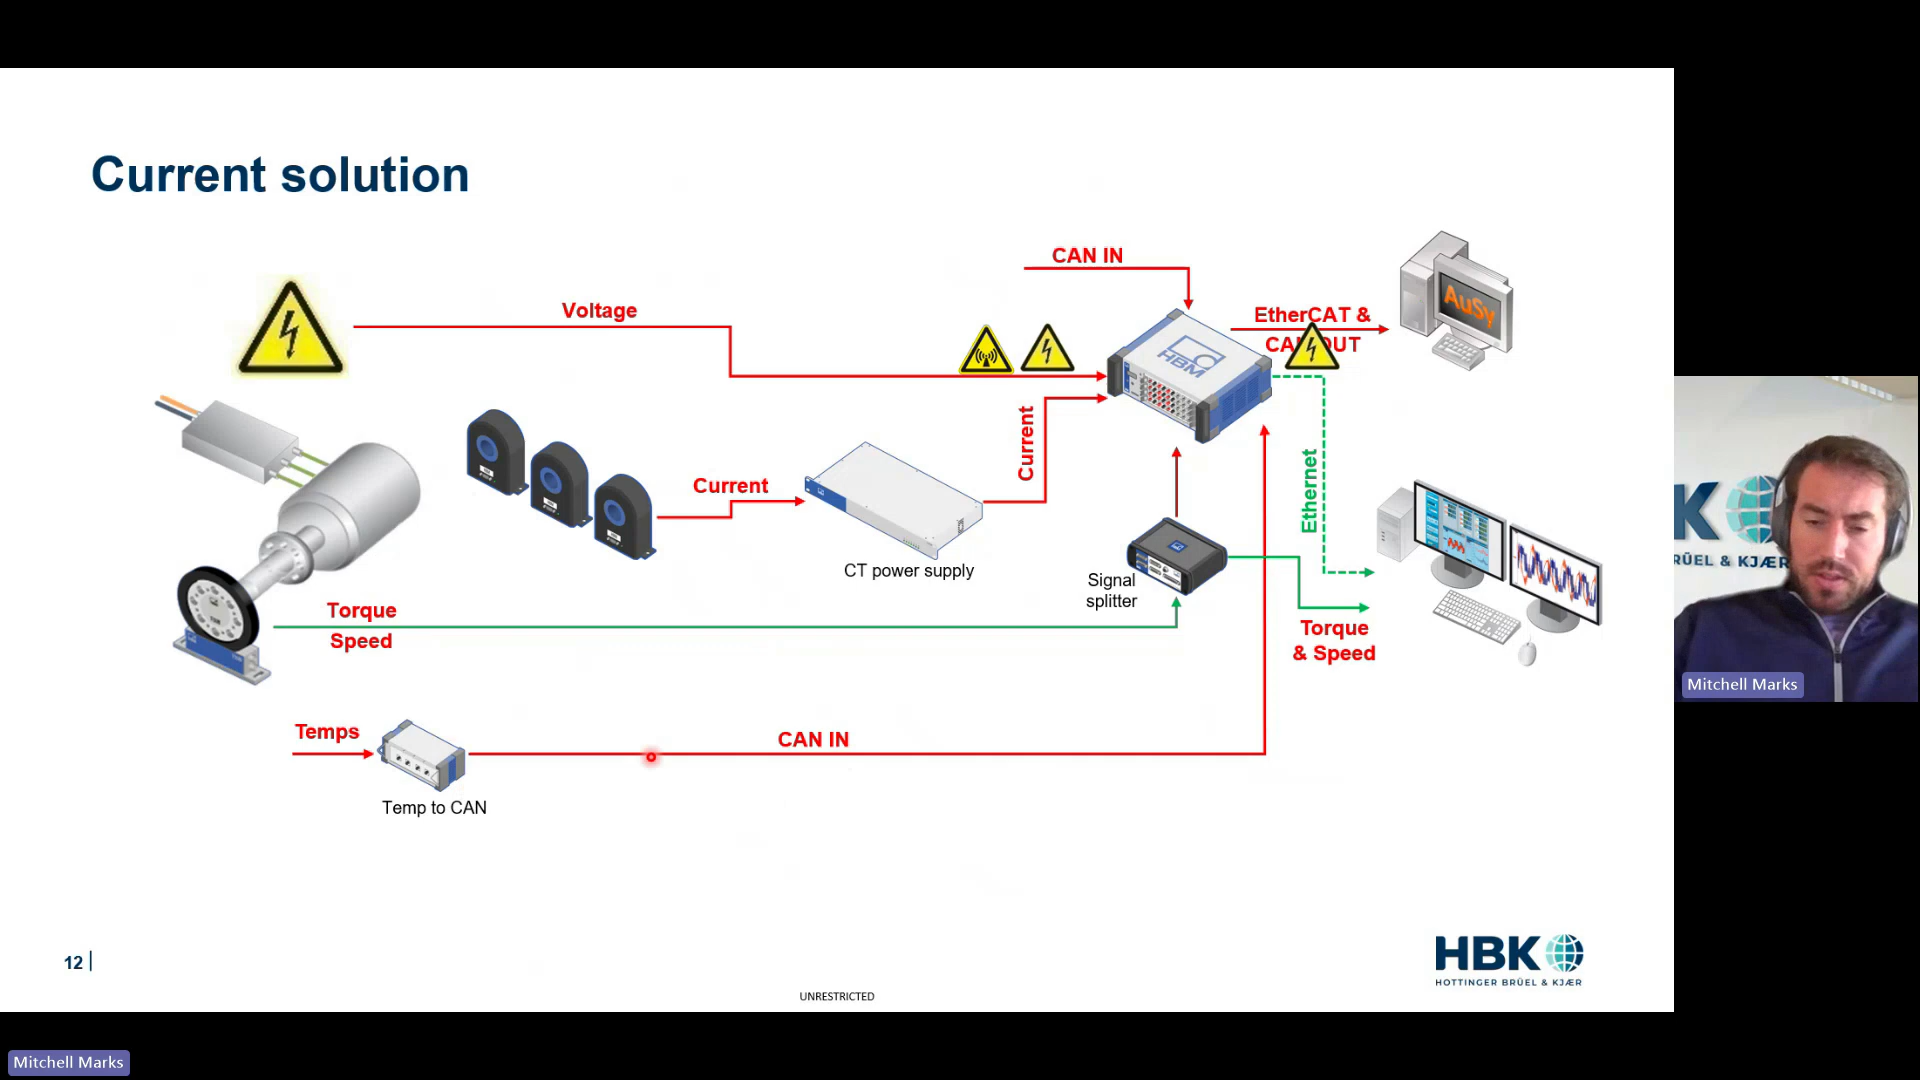 Current solution
CAN IN
Voltage
EtherCAT &
CAN OUT
AuSy
HBM
Current
Current
Ethernet
CT power supply
Signal
splitter
Torque
Speed
Torque
& Speed
Temps
CAN IN
Temp to CAN
12
HBK
HOTTINGER BRÜEL & KJÆR
UNRESTRICTED
K
RÜEL & KJÆR
Mitchell Marks
Mitchell Marks